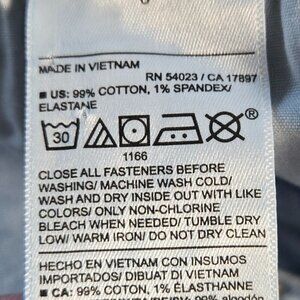 MADE IN VIETNAM
RN 54023 / CA 17897
■ US: 99% COTTON, 1% SPANDEX/
ELASTANE
30
®
1166
CLOSE ALL FASTENERS BEFORE
WASHING/ MACHINE WASH COLD/
WASH AND DRY INSIDE OUT WITH LIKE
COLORS/ ONLY NON-CHLORINE
BLEACH WHEN NEEDED/ TUMBLE DRY
LOW/ WARM IRON/ DO NOT DRY CLEAN
HECHO EN VIETNAM CON INSUMOS
IMPORTADOS/ DIBUAT DI VIETNAM
■ CA: 99% COTON, 1% ÉLASTHANNE
99% algodón